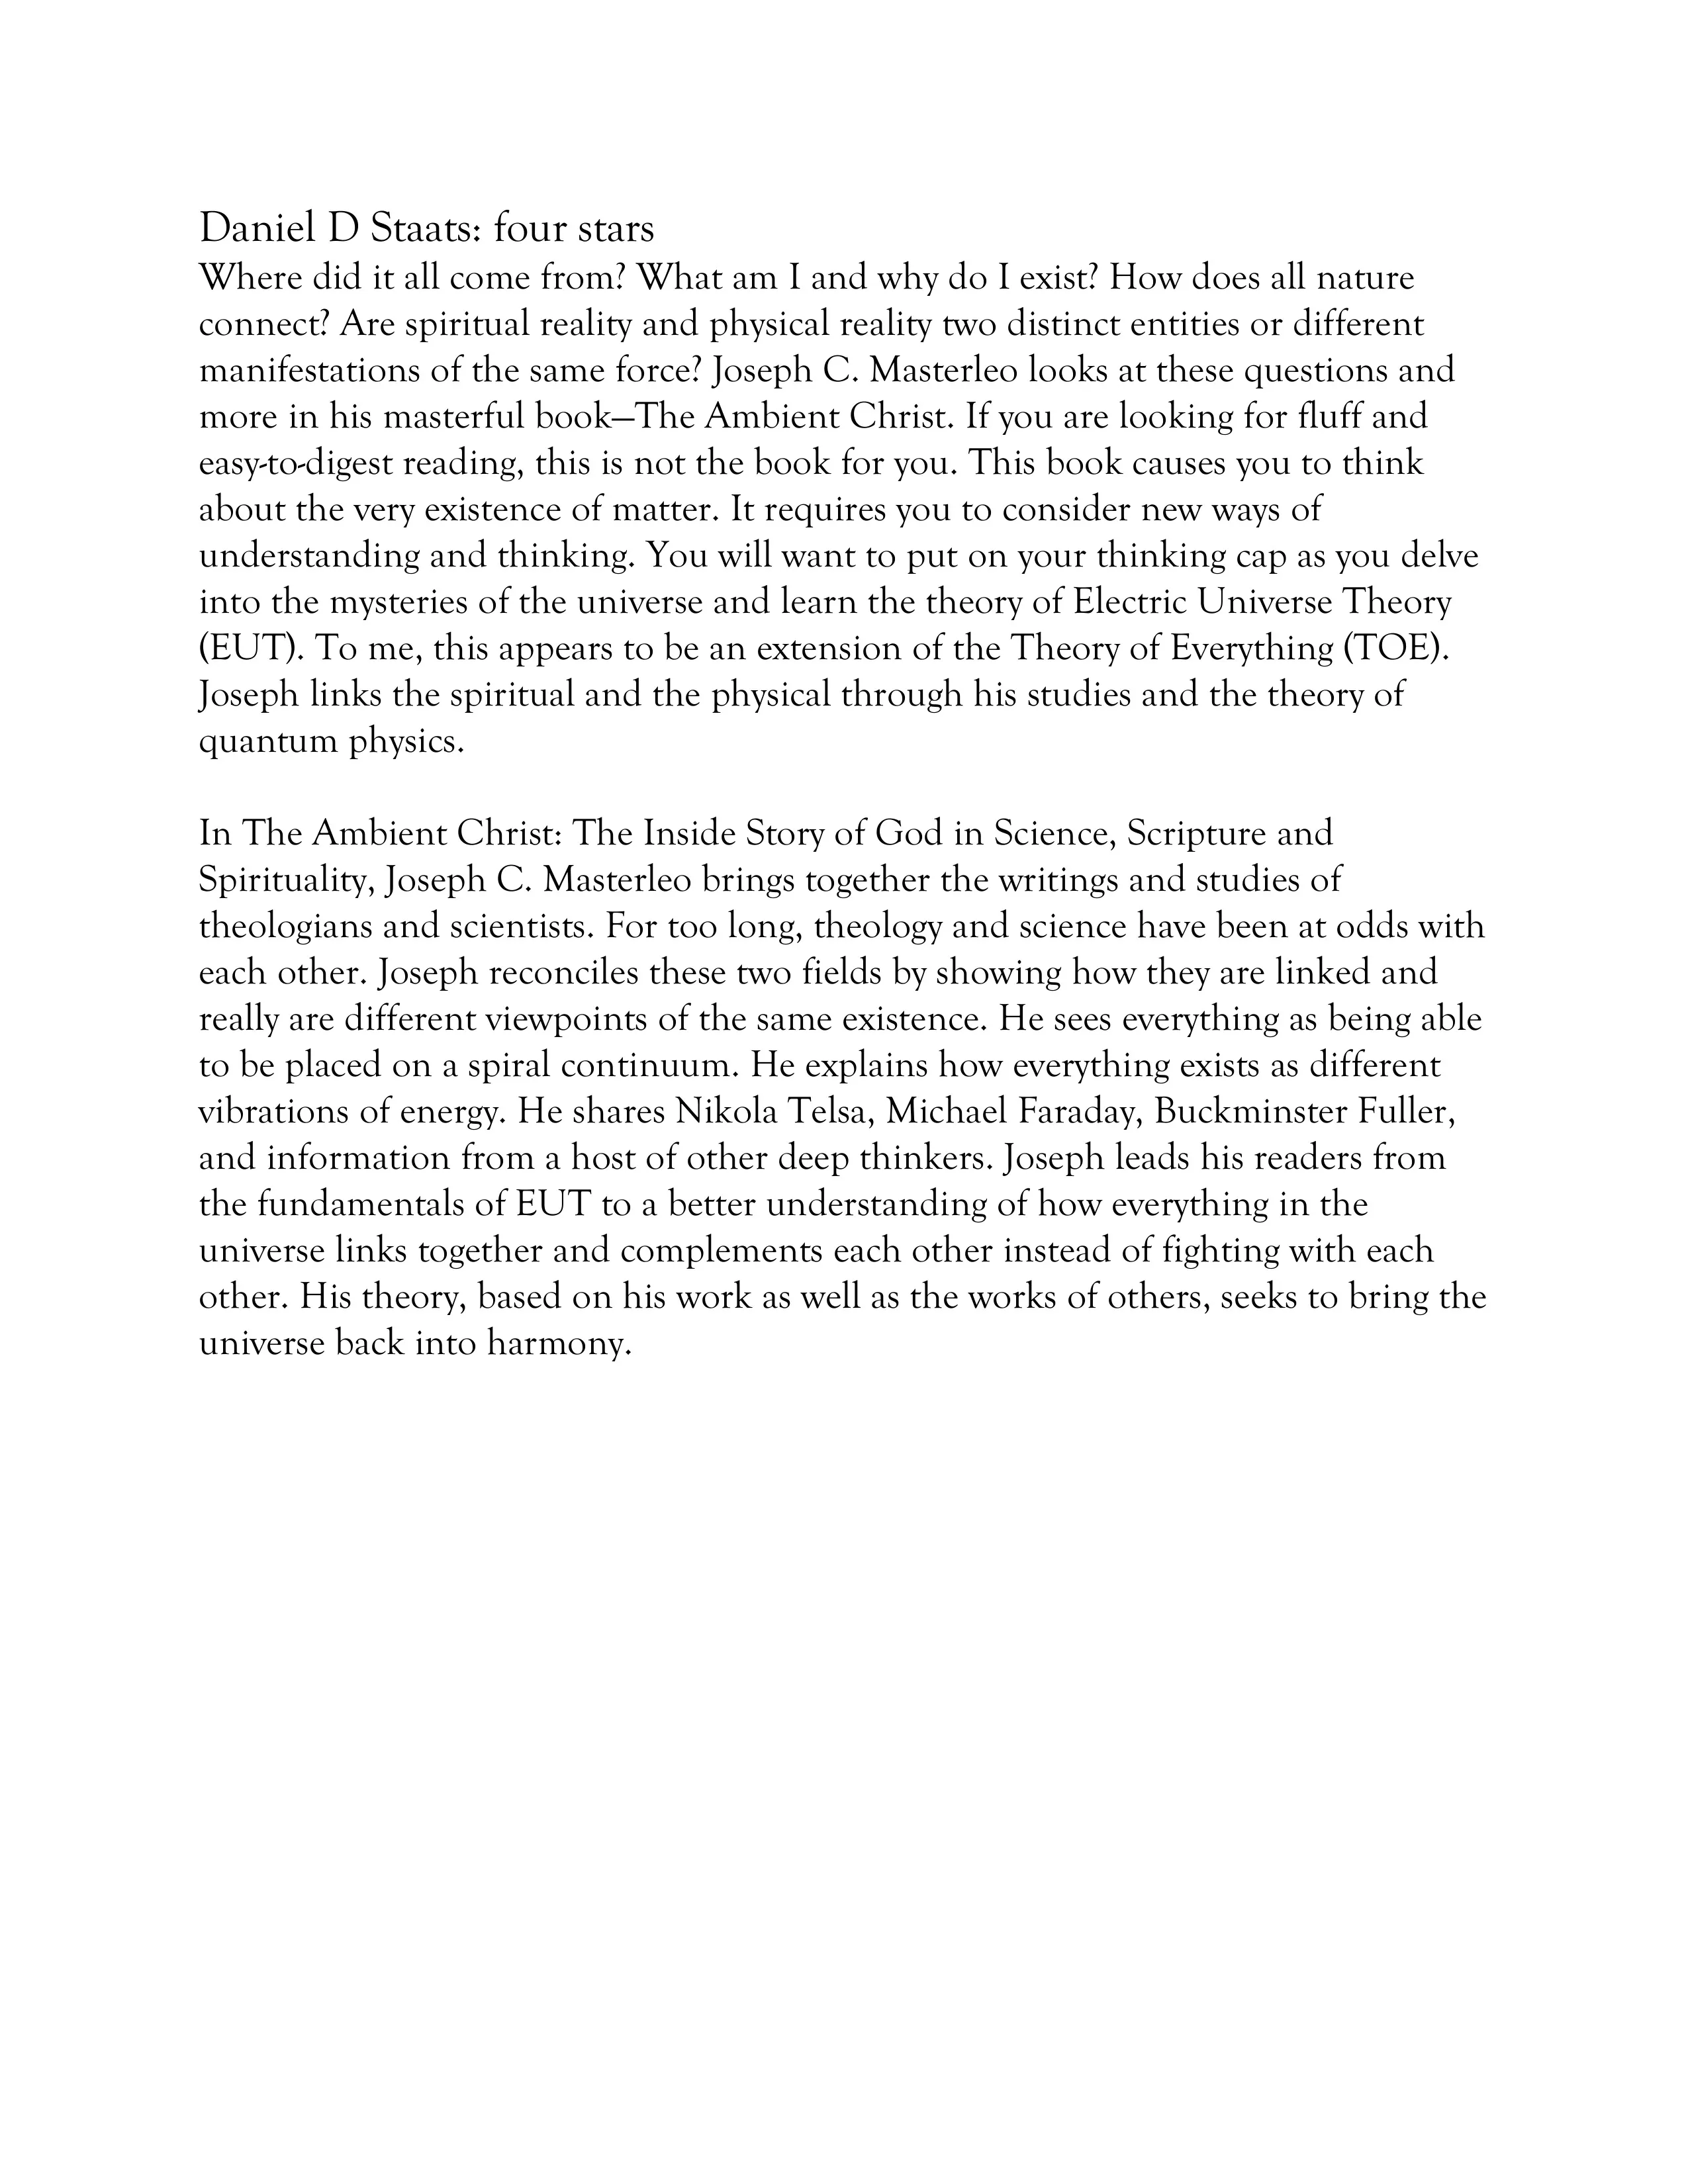 Daniel D Staats: four stars
Where did it all come from? What am I and why do I exist? How does all nature
connect? Are spiritual reality and physical reality two distinct entities or different
manifestations of the same force? Joseph C. Masterleo looks at these questions and
more in his masterful book—The Ambient Christ. If you are looking for fluff and
easy-to-digest reading, this is not the book for you. This book causes you to think
about the very existence of matter. It requires you to consider new ways of
understanding and thinking. You will want to put on your thinking cap as you delve
into the mysteries of the universe and learn the theory of Electric Universe Theory
(EUT). To me, this appears to be an extension of the Theory of Everything (TOE).
Joseph links the spiritual and the physical through his studies and the theory of
quantum physics.

In The Ambient Christ: The Inside Story of God in Science, Scripture and
Spirituality, Joseph C. Masterleo brings together the writings and studies of
theologians and scientists. For too long, theology and science have been at odds with
each other. Joseph reconciles these two fields by showing how they are linked and
really are different viewpoints of the same existence. He sees everything as being able
to be placed on a spiral continuum. He explains how everything exists as different
vibrations of energy. He shares Nikola Telsa, Michael Faraday, Buckminster Fuller,
and information from a host of other deep thinkers. Joseph leads his readers from
the fundamentals of EUT to a better understanding of how everything in the
universe links together and complements each other instead of fighting with each
other. His theory, based on his work as well as the works of others, seeks to bring the
universe back into harmony.